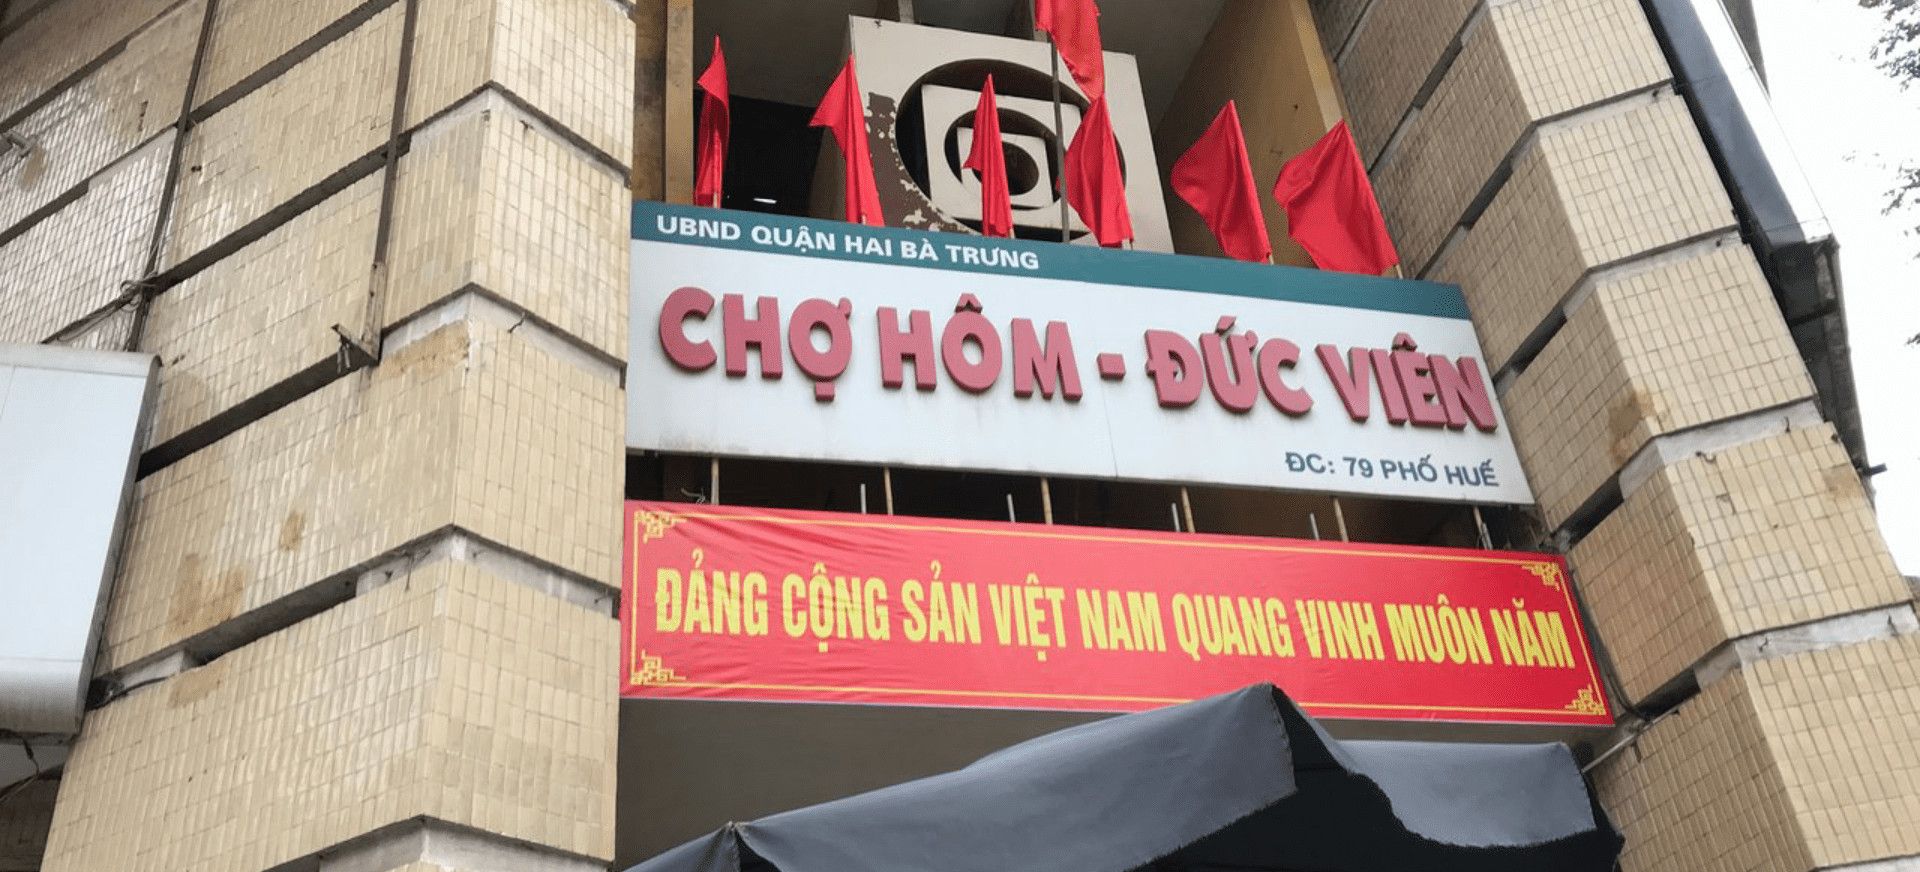 UBND QUẬN HAI BÀ TRƯNG
CHỢ HÔM - ĐỨC VIÊN
ĐC: 79 PHỐ HUẾ
ĐẢNG CỘNG SẢN VIỆT NAM QUANG VINH MUÔN NĂM